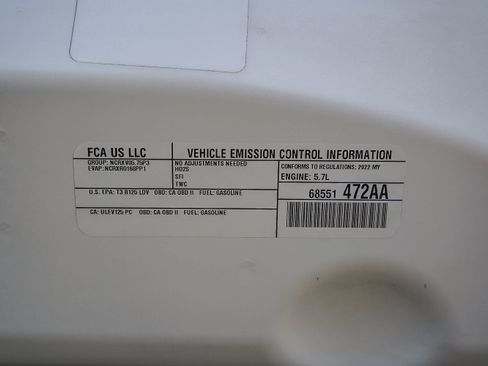 FCA US LLC
VEHICLE EMISSION CONTROL INFORMATION
GROUP: NCRXV05.75P3
EVAP: NCRXR0168PP1
NO ADJUSTMENTS NEEDED
HO2S
SFI
TWC
CONFORMS TO REGULATIONS: 2022 MY
ENGINE: 5.7L
U.S. EPA: T3 B125 LDV OBD: CA OBD II FUEL: GASOLINE
CA: ULEV125 PC OBD: CA OBD II FUEL: GASOLINE
68551 472AA